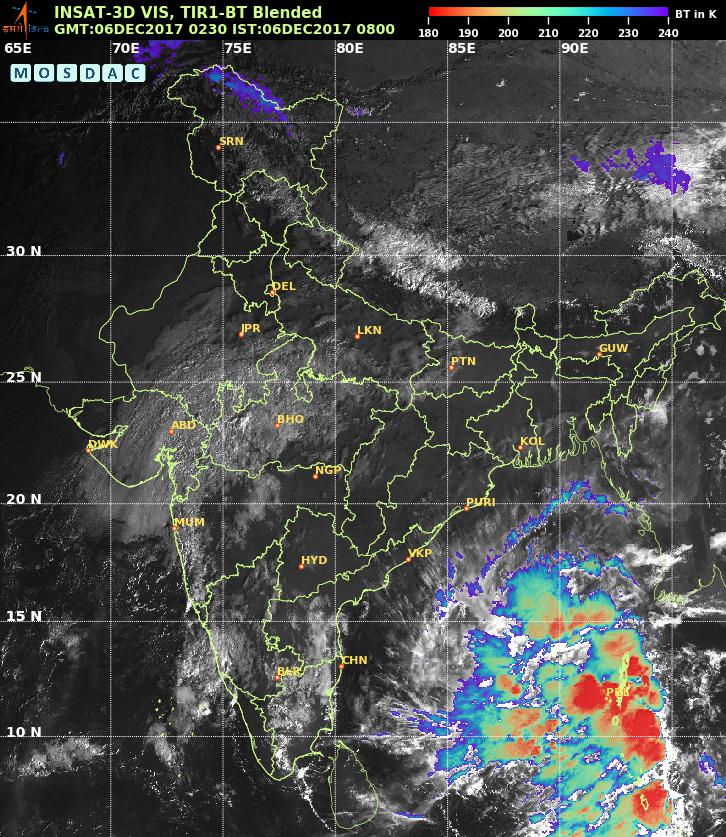 INSAT-3D VIS, TIR1-BT Blended
GMT:06DEC2017 0230 IST:06DEC2017 0800
BT in K
180 190 200 210 220 230 240
65E 70E 75E 80E 85E 90E
MOSDAC
SRN
30 N
DEL
JPR
LKN
GUW
PTN
25 N
ABD
BHO
DWK
KOL
NGP
20 N
PURI
MUM
VKP
HYD
15 N
CHN
BLR
10 N